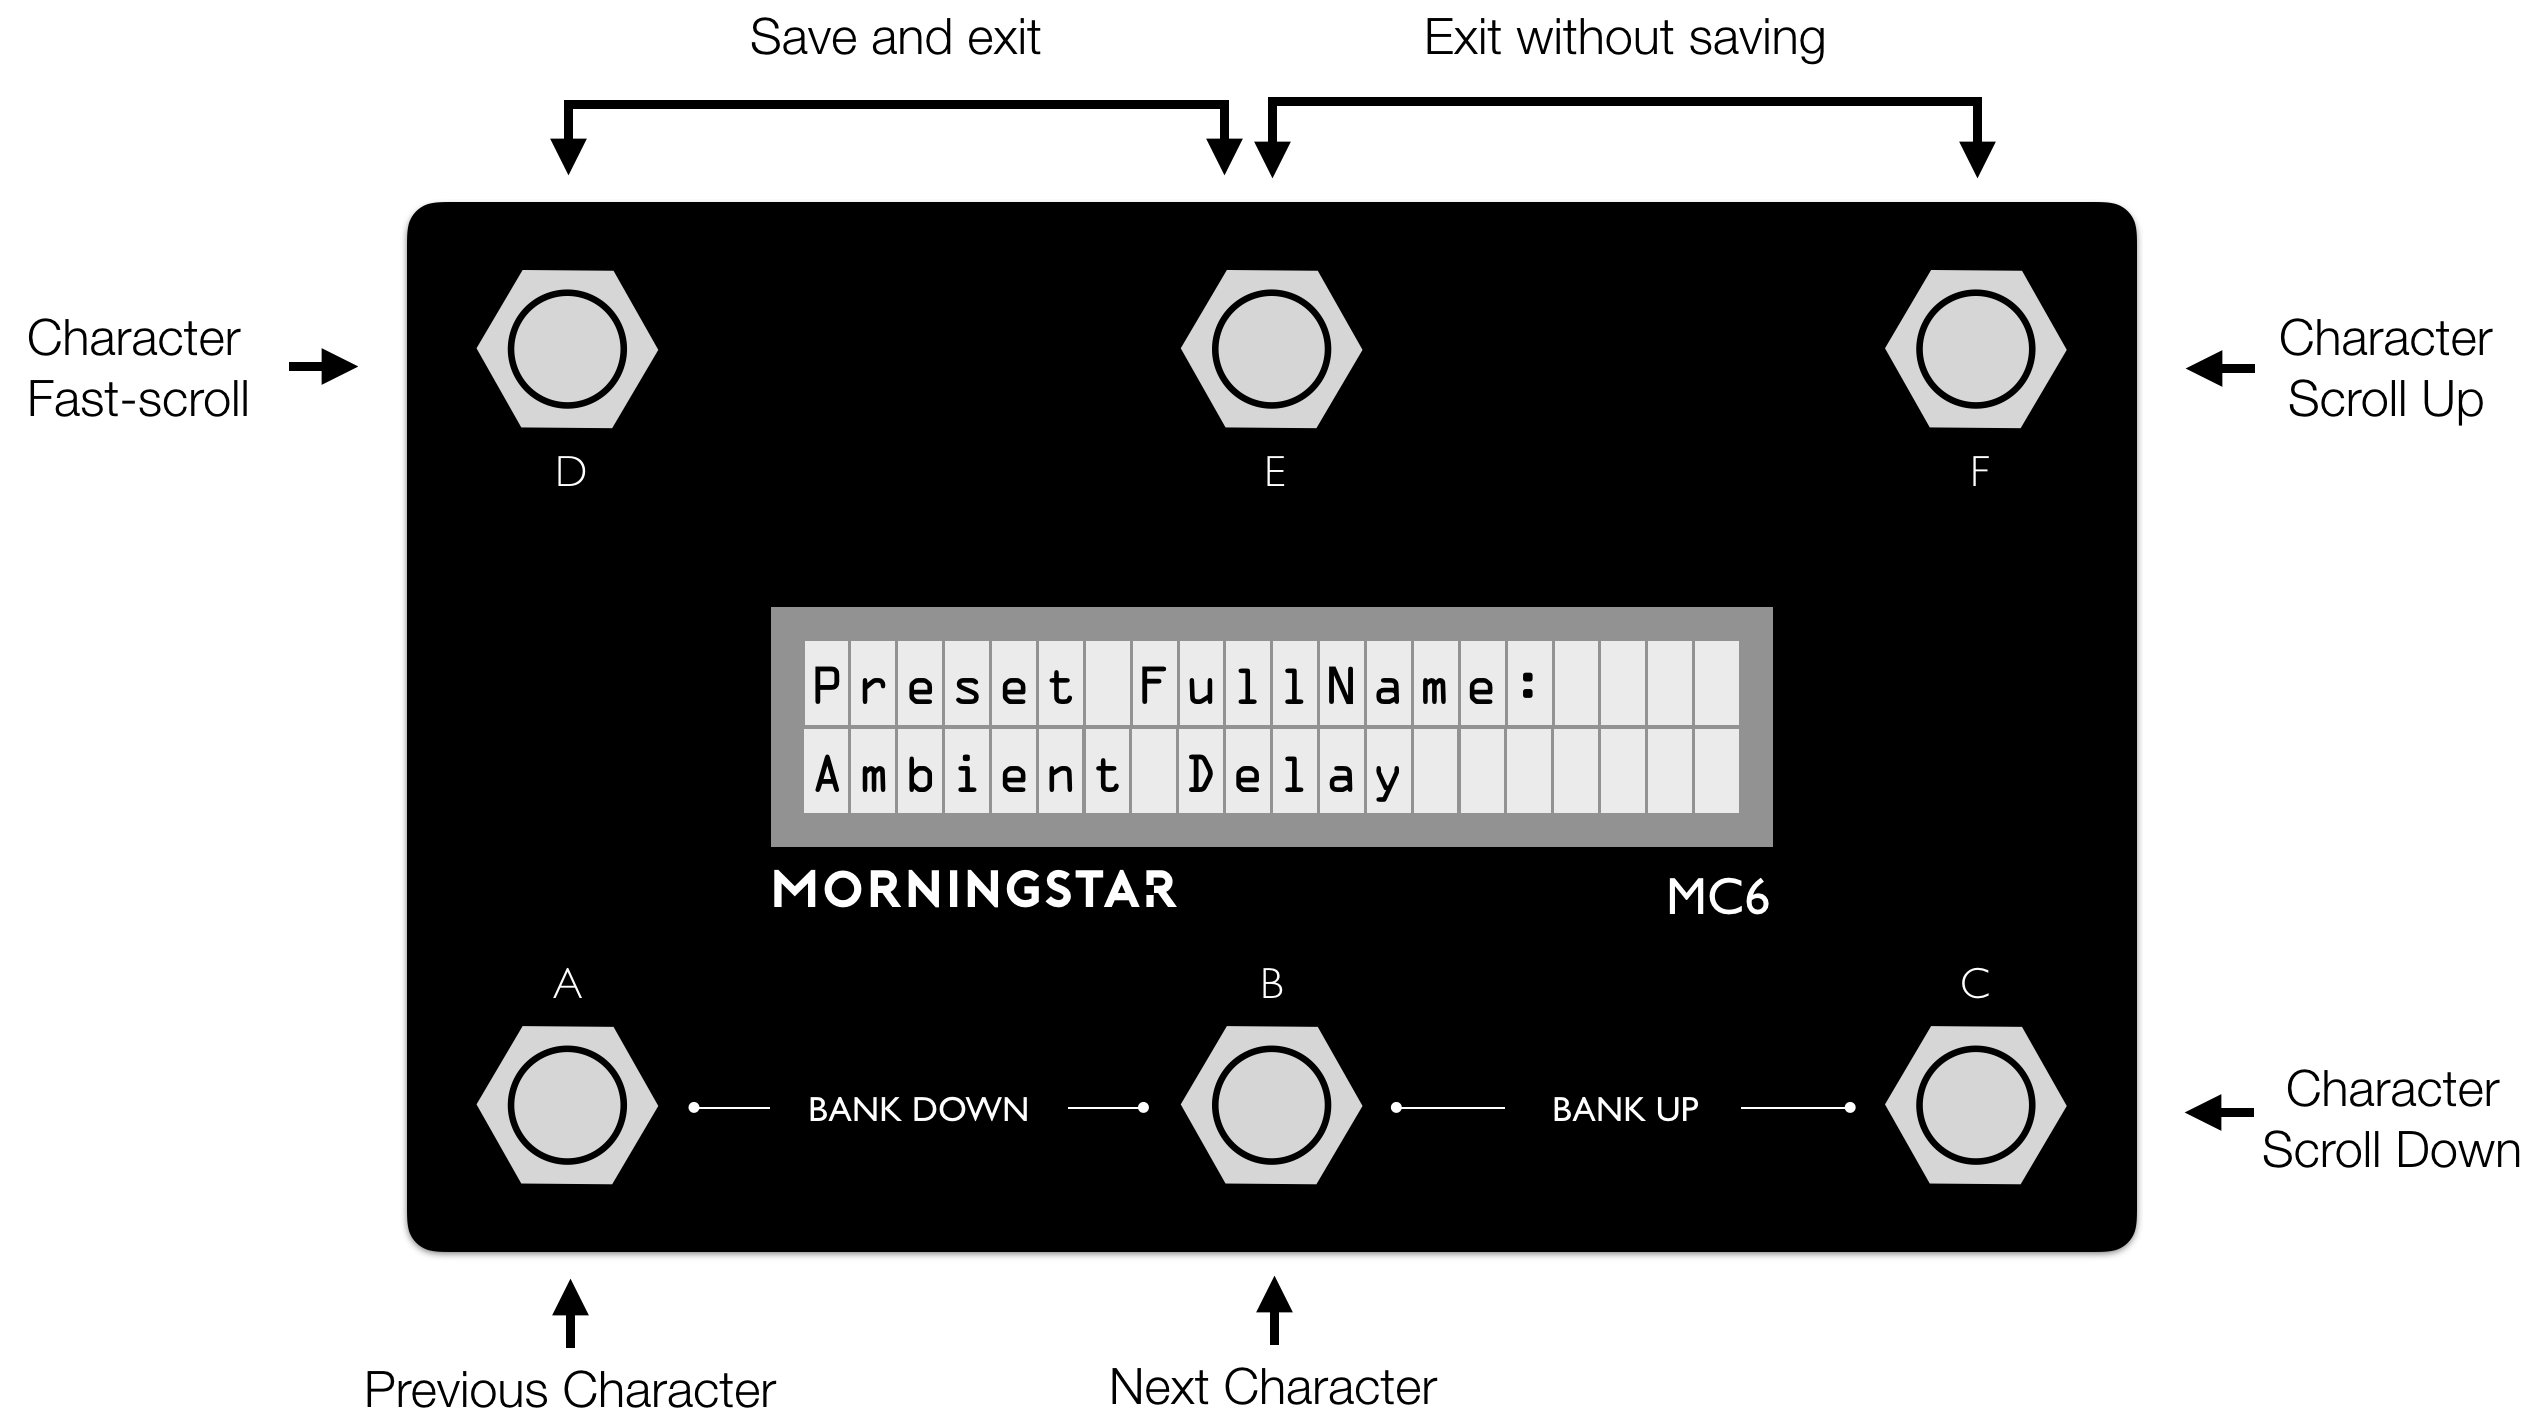 Save and exit
Exit without saving
Character
Fast-scroll
Character
Scroll Up
D
E
F
Preset FullName:
Ambient Delay
MORNINGSTAR
MC6
A
B
C
BANK DOWN
BANK UP
Character
Scroll Down
Previous Character
Next Character